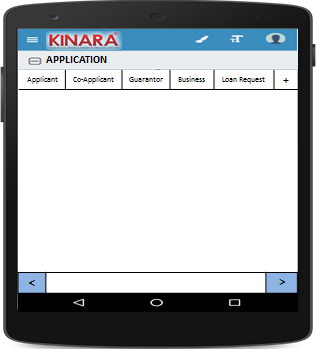 KINARA
APPLICATION
Applicant Co-Applicant Guarantor Business Loan Request +
< >